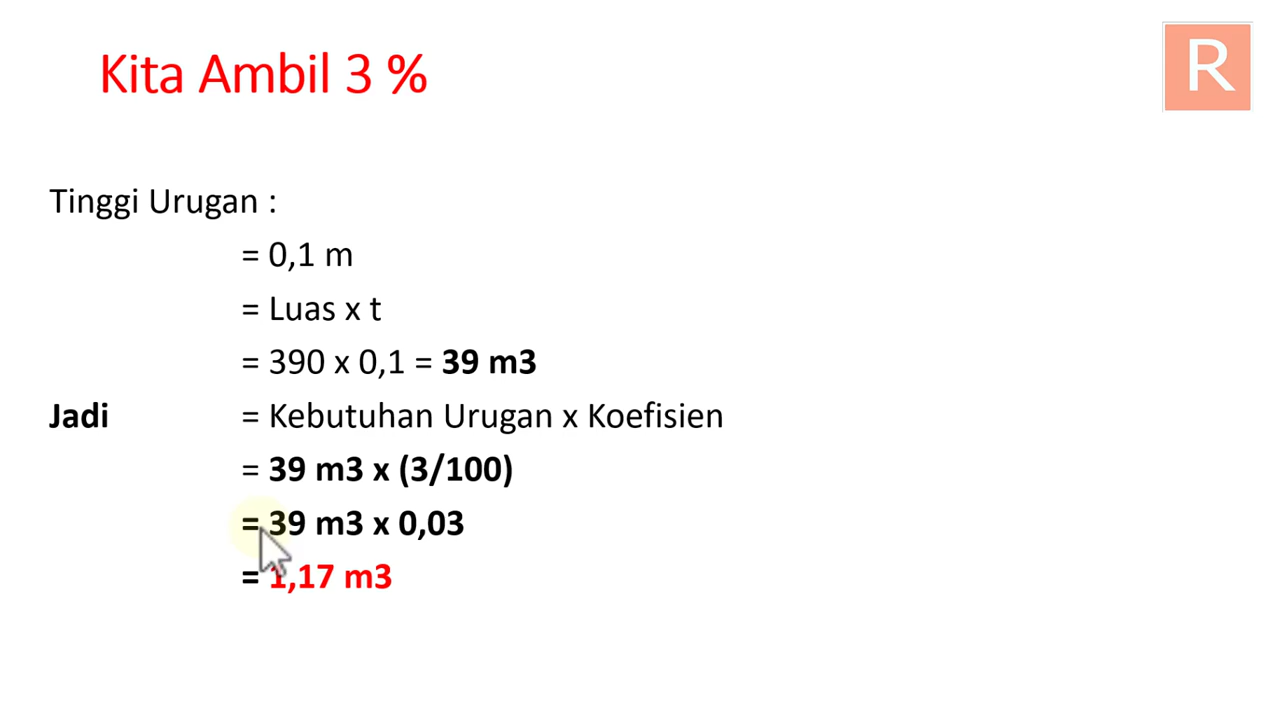 Kita Ambil 3 %
R
Tinggi Urugan :
= 0,1 m
= Luas x t
= 390 x 0,1 = 39 m3
Jadi = Kebutuhan Urugan x Koefisien
= 39 m3 x (3/100)
= 39 m3 x 0,03
= 1,17 m3